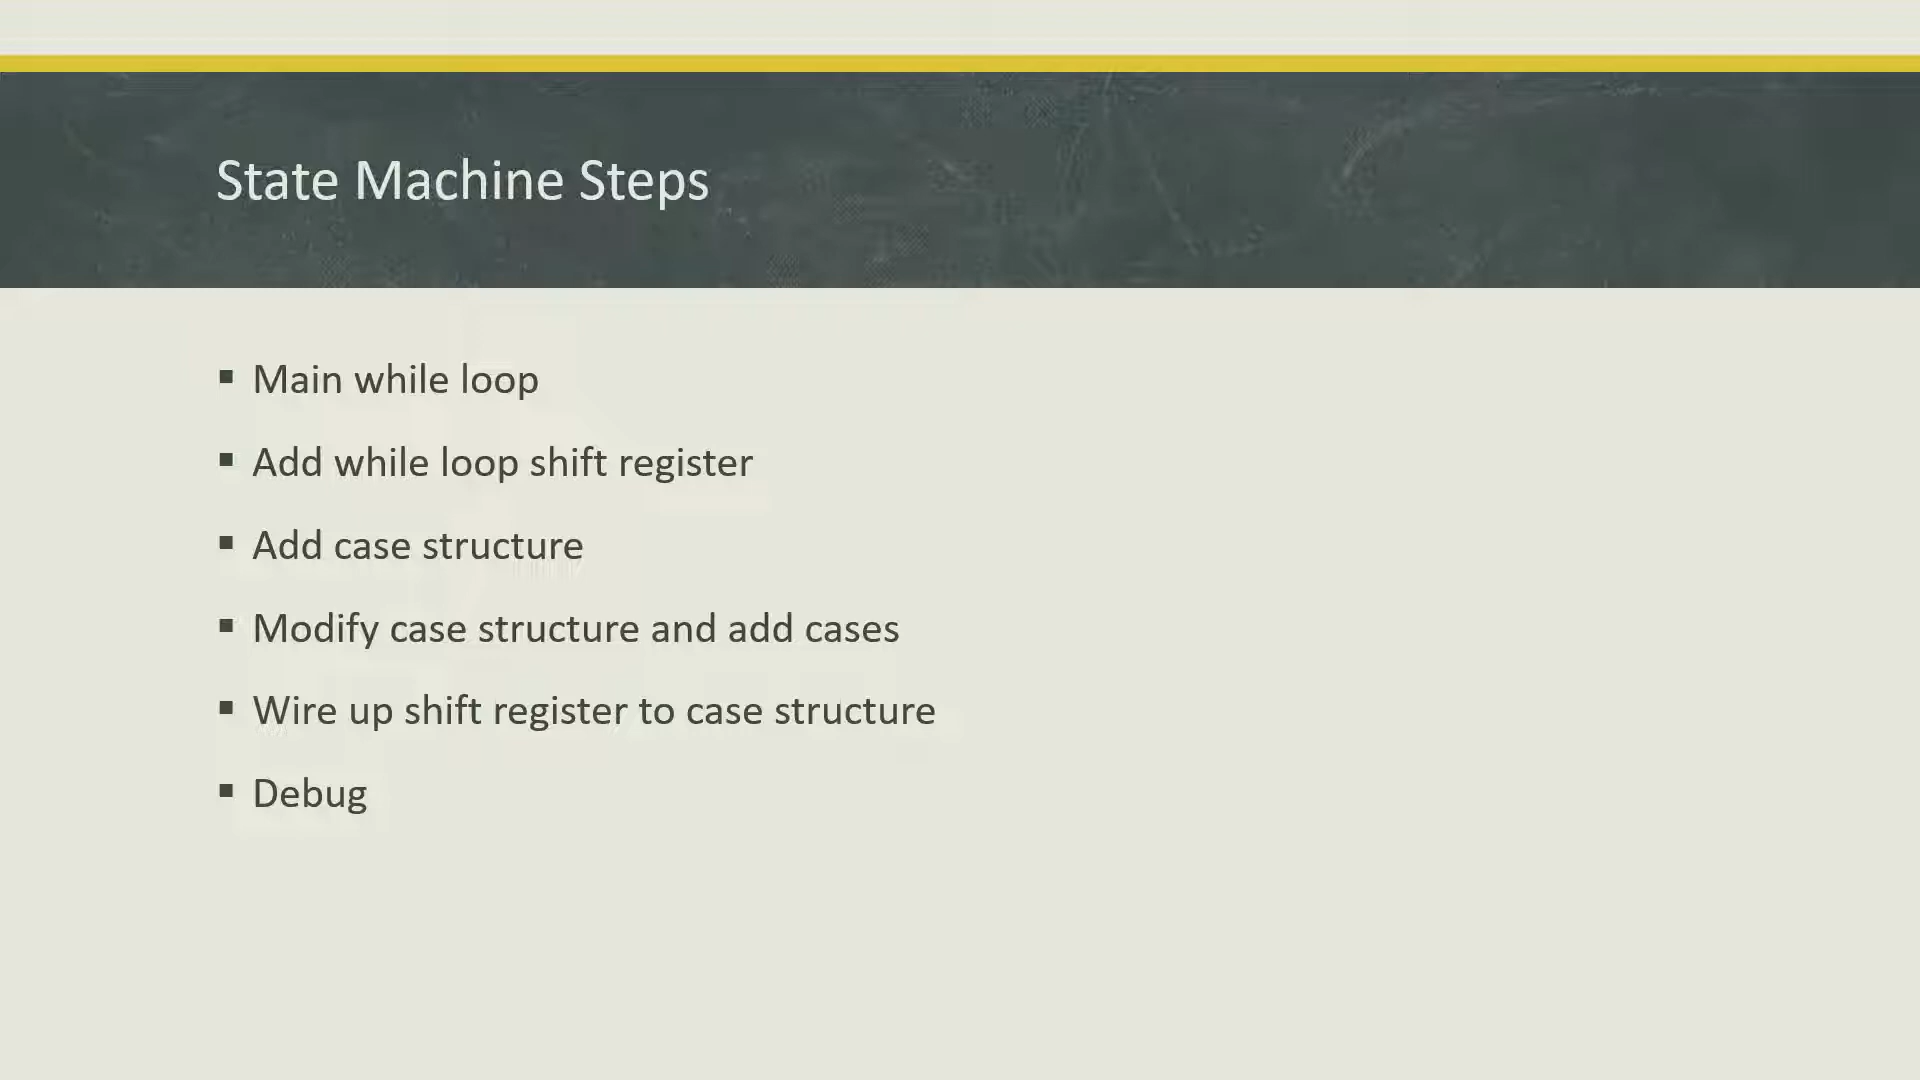 State Machine Steps
▪ Main while loop
▪ Add while loop shift register
▪ Add case structure
▪ Modify case structure and add cases
▪ Wire up shift register to case structure
▪ Debug